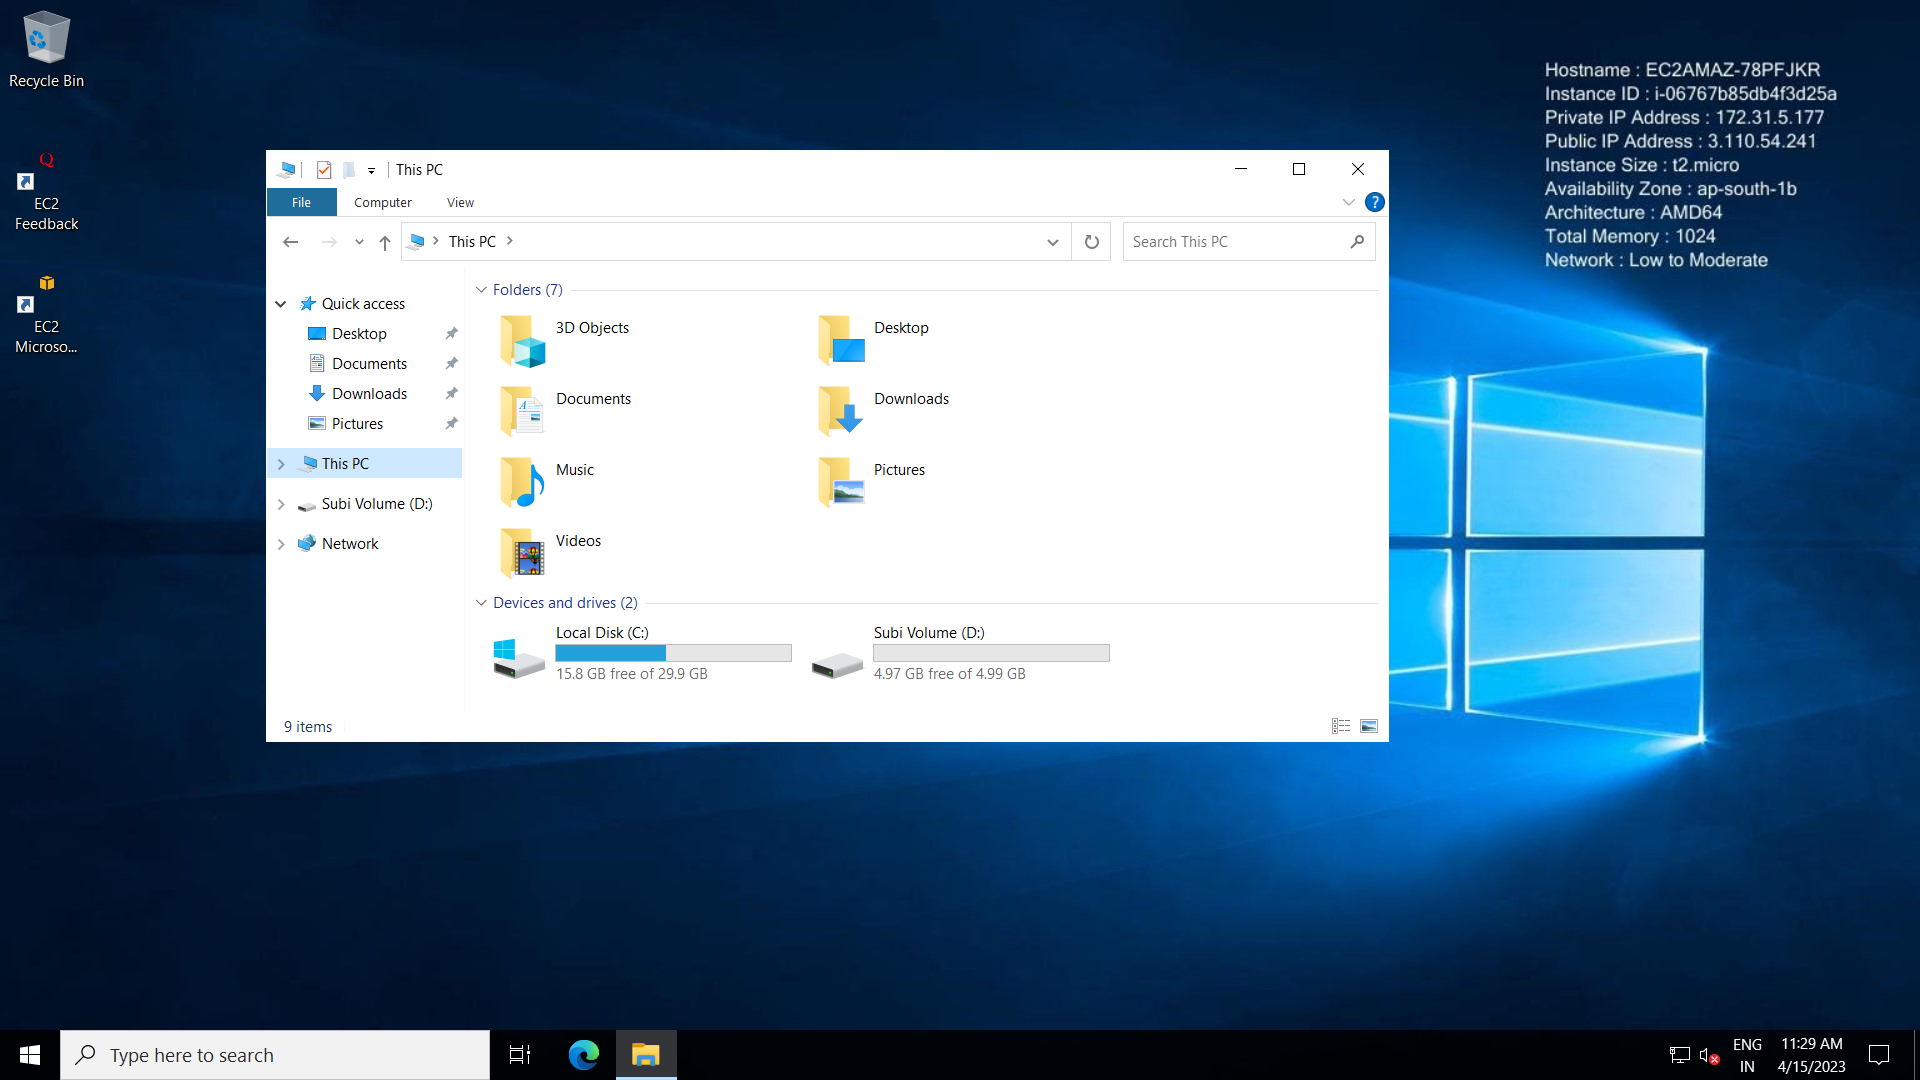 Recycle Bin
EC2
Feedback
EC2
Microso...
Hostname : EC2AMAZ-78PFJKR
Instance ID : i-06767b85db4f3d25a
Private IP Address : 172.31.5.177
Public IP Address : 3.110.54.241
Instance Size : t2.micro
Availability Zone : ap-south-1b
Architecture : AMD64
Total Memory : 1024
Network : Low to Moderate
This PC
File Computer View
This PC
Search This PC
Quick access
Desktop
Documents
Downloads
Pictures
This PC
Subi Volume (D:)
Network
Folders (7)
3D Objects
Desktop
Documents
Downloads
Music
Pictures
Videos
Devices and drives (2)
Local Disk (C:)
15.8 GB free of 29.9 GB
Subi Volume (D:)
4.97 GB free of 4.99 GB
9 items
Type here to search
ENG
IN
11:29 AM
4/15/2023